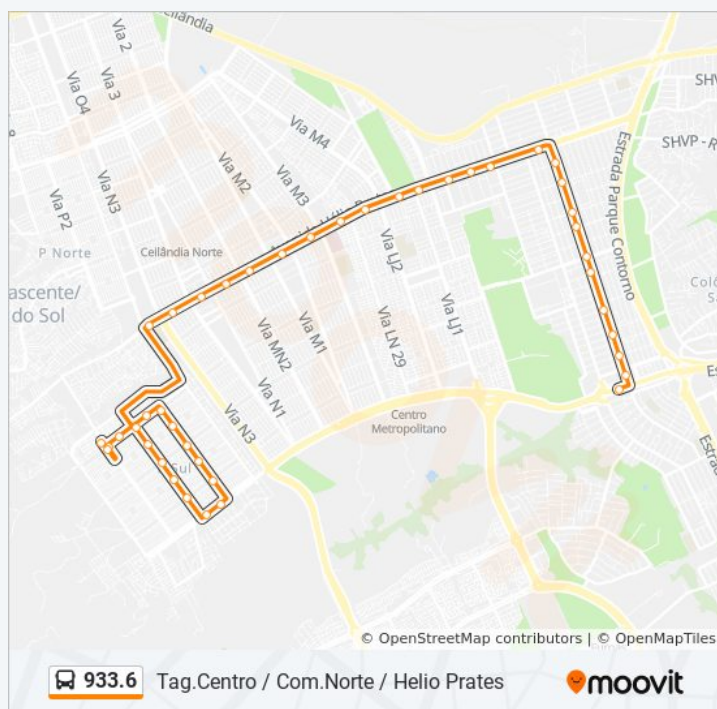 Ceilândia
Via 2
Via 3
Via O4
Via M4
SHV
SHVP - R
Via M2
Via M3
Estrada Parque Contorno
Via N3
Via P2
P Norte
Ceilândia Norte
Via LJ2
ascente/
do Sol
Via MN2
Via M1
Via LN 29
Via LJ1
Via N1
Via N3
Centro
Metropolitano
Sul
© OpenStreetMap contributors | © OpenMapTiles
933.6 Tag.Centro / Com.Norte / Helio Prates
moovit